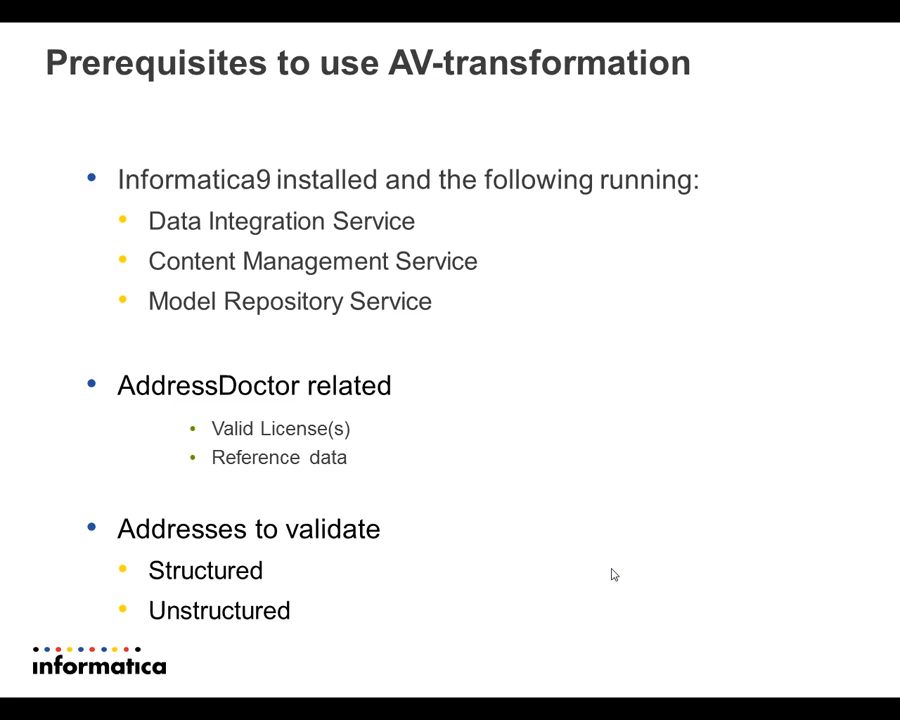 Prerequisites to use AV-transformation
Informatica9 installed and the following running:
Data Integration Service
Content Management Service
Model Repository Service
AddressDoctor related
Valid License(s)
Reference data
Addresses to validate
Structured
Unstructured
informatica